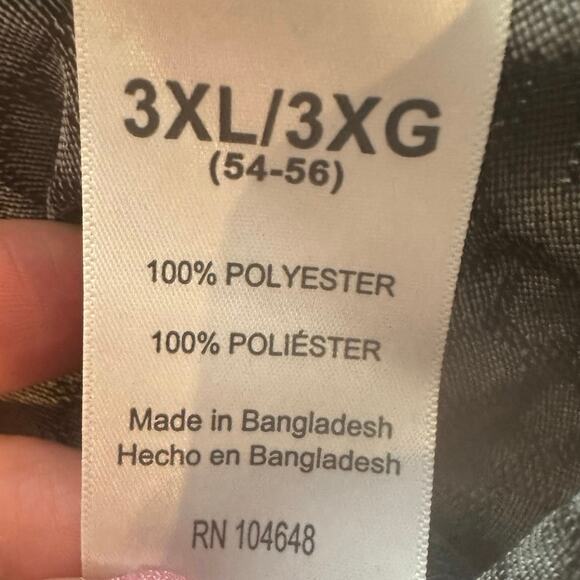 3XL/3XG
(54-56)
100% POLYESTER
100% POLIÉSTER
Made in Bangladesh
Hecho en Bangladesh
RN 104648